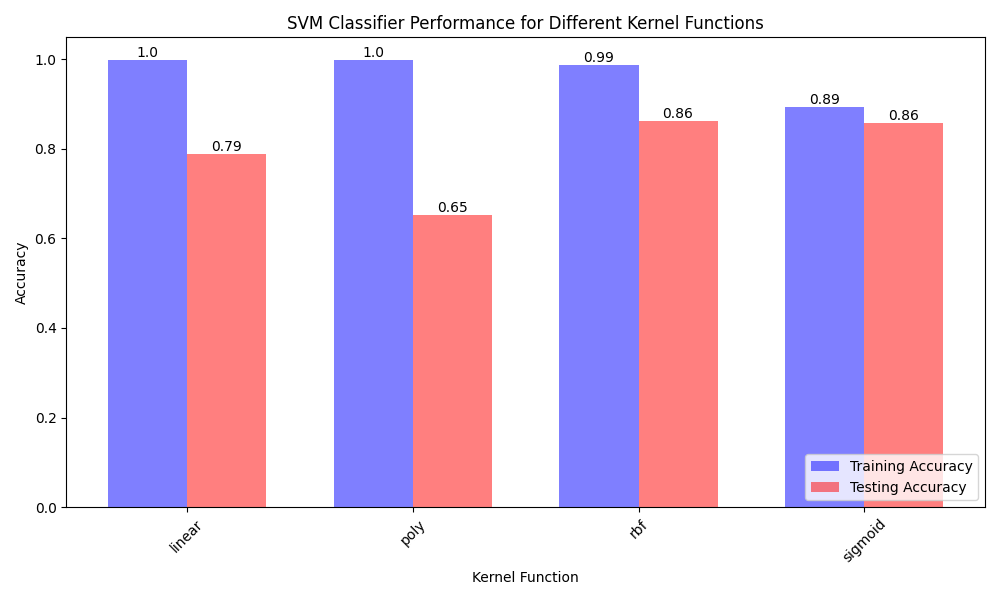 SVM Classifier Performance for Different Kernel Functions
1.0
1.0
0.99
0.89
0.79
0.65
0.86
0.86
Accuracy
1.0
0.8
0.6
0.4
0.2
0.0
Training Accuracy
Testing Accuracy
linear
poly
rbf
sigmoid
Kernel Function